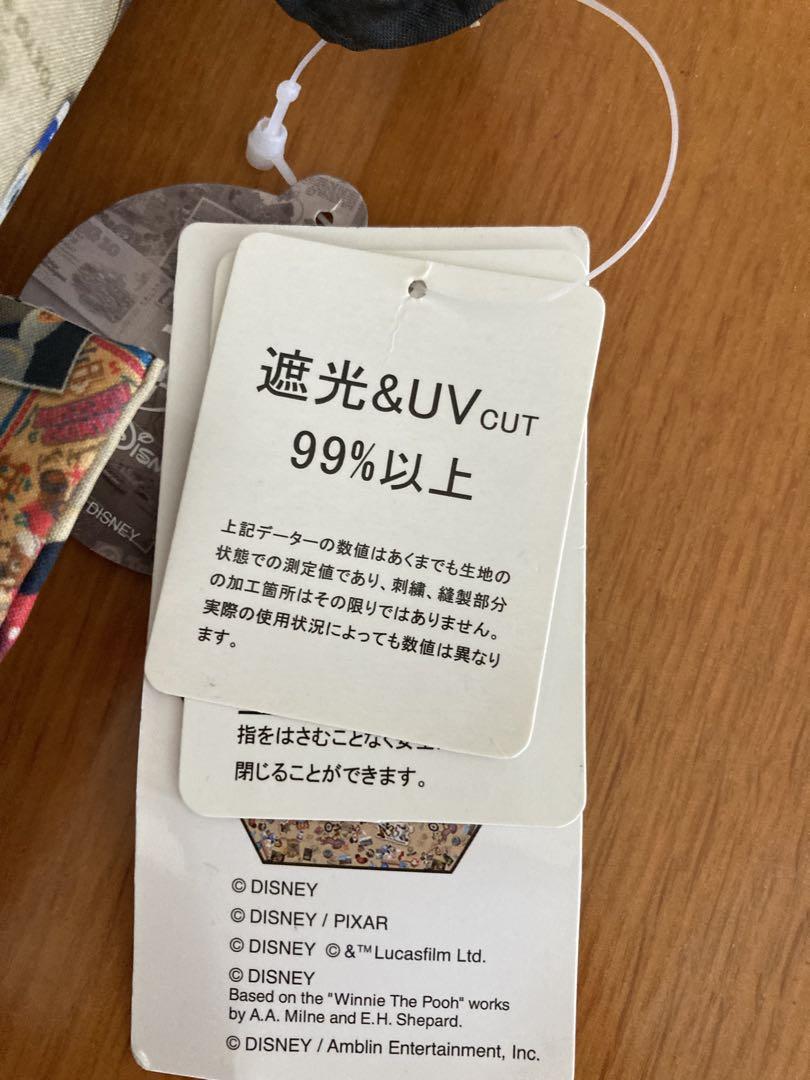 遮光&UV CUT
99%以上
上記データーの数値はあくまでも生地の
状態での測定値であり、刺繍、縫製部分
の加工箇所はその限りではありません。
実際の使用状況によっても数値は異なり
ます。
指をはさむことなく
閉じることができます。
© DISNEY
© DISNEY / PIXAR
© DISNEY © &™Lucasfilm Ltd.
© DISNEY
Based on the "Winnie The Pooh" works
by A.A. Milne and E.H. Shepard.
© DISNEY / Amblin Entertainment, Inc.
DISNEY